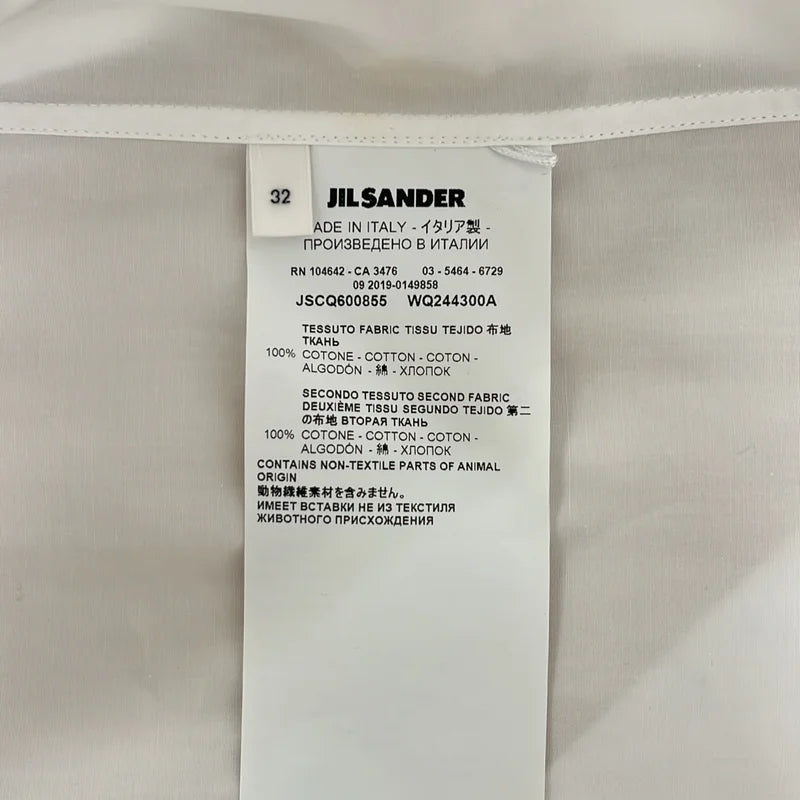 32
JIL SANDER
ADE IN ITALY - イタリア製 -
ПРОИЗВЕДЕНО В ИТАЛИИ
RN 104642 - CA 3476 03 - 5464 - 6729
09 2019-0149858
JSCQ600855 WQ244300A
TESSUTO FABRIC TISSU TEJIDO 布地
ТКАНЬ
100% COTONE - COTTON - COTON -
ALGODÓN - 綿 - ХЛОПОК
SECONDO TESSUTO SECOND FABRIC
DEUXIÈME TISSU SEGUNDO TEJIDO 第二
の布地 ВТОРАЯ ТКАНЬ
100% COTONE - COTTON - COTON -
ALGODÓN - 綿 - ХЛОПОК
CONTAINS NON-TEXTILE PARTS OF ANIMAL
ORIGIN
動物繊維素材を含みません。
ИМЕЕТ ВСТАВКИ НЕ ИЗ ТЕКСТИЛЯ
ЖИВОТНОГО ПРИСХОЖДЕНИЯ